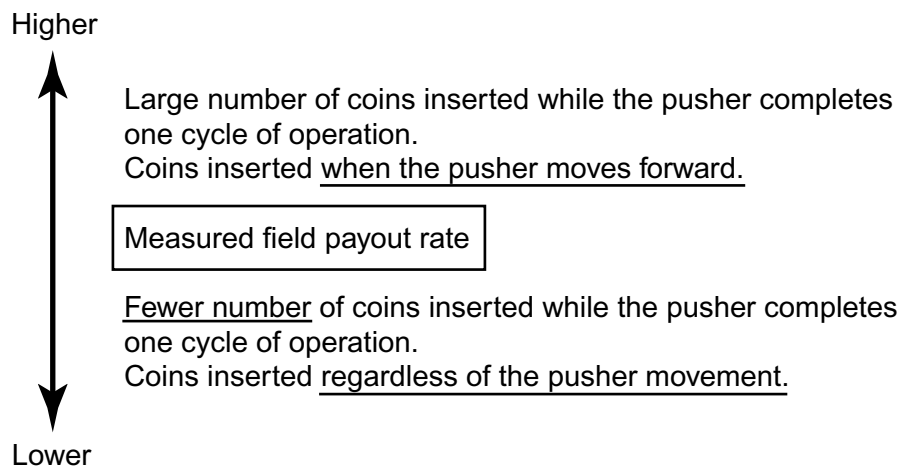 Higher
Large number of coins inserted while the pusher completes
one cycle of operation.
Coins inserted when the pusher moves forward.
Measured field payout rate
Fewer number of coins inserted while the pusher completes
one cycle of operation.
Coins inserted regardless of the pusher movement.
Lower